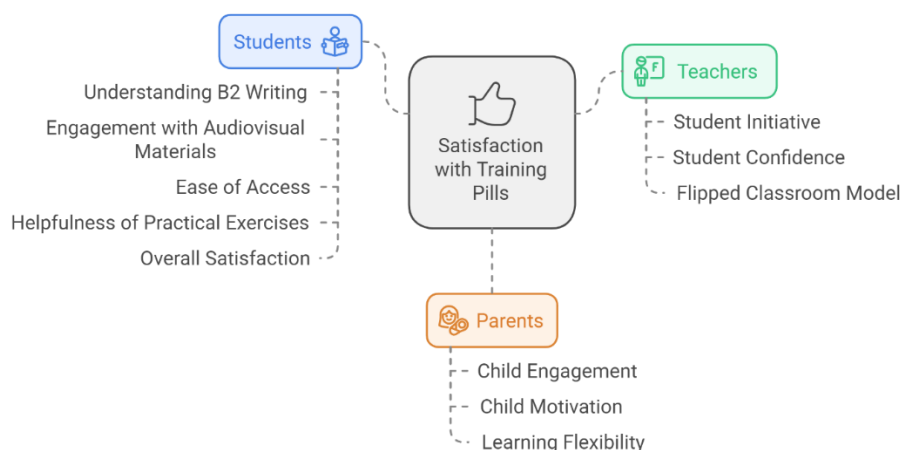 Students
Understanding B2 Writing
Engagement with Audiovisual
Materials
Ease of Access
Helpfulness of Practical Exercises
Overall Satisfaction
Satisfaction
with Training
Pills
F
Teachers
Student Initiative
Student Confidence
Flipped Classroom Model
Parents
Child Engagement
Child Motivation
Learning Flexibility